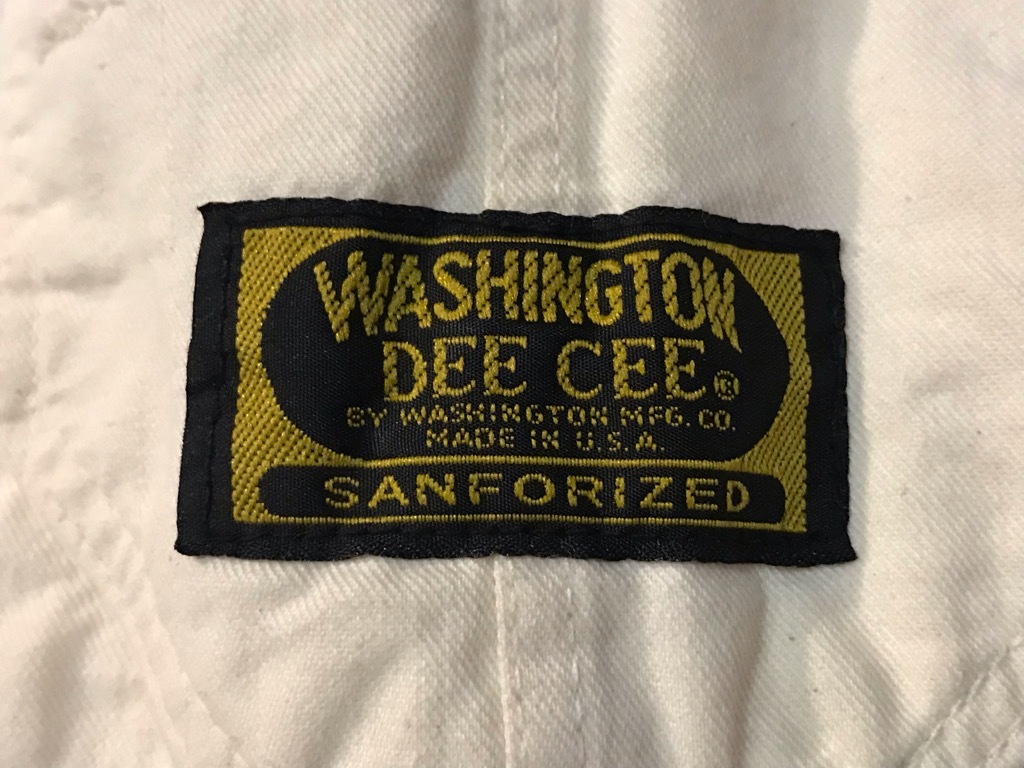 WASHINGTON
DEE CEE®
BY WASHINGTON MFG. CO.
MADE IN U.S.A.
SANFORIZED